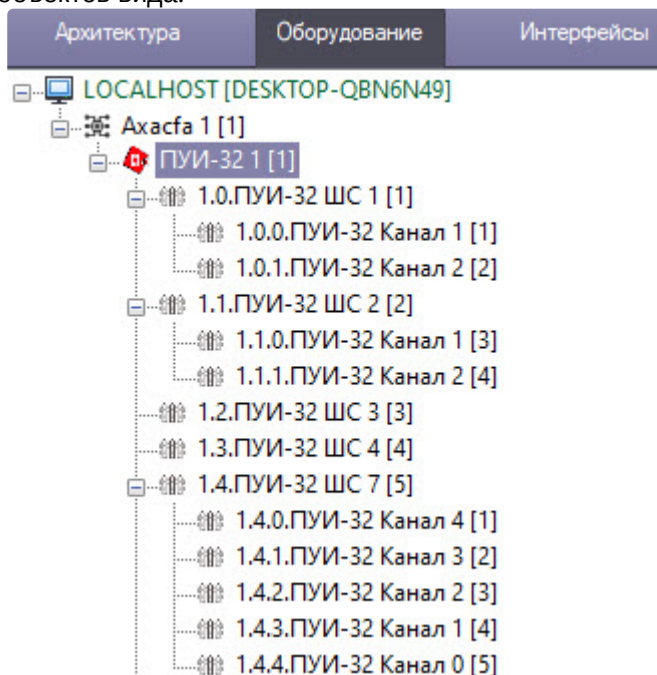 объектов вида:
Архитектура Оборудование Интерфейсы
LOCALHOST [DESKTOP-QBN6N49]
Axacfa 1 [1]
ПУИ-32 1 [1]
1.0.ПУИ-32 ШС 1 [1]
1.0.0.ПУИ-32 Канал 1 [1]
1.0.1.ПУИ-32 Канал 2 [2]
1.1.ПУИ-32 ШС 2 [2]
1.1.0.ПУИ-32 Канал 1 [3]
1.1.1.ПУИ-32 Канал 2 [4]
1.2.ПУИ-32 ШС 3 [3]
1.3.ПУИ-32 ШС 4 [4]
1.4.ПУИ-32 ШС 7 [5]
1.4.0.ПУИ-32 Канал 4 [1]
1.4.1.ПУИ-32 Канал 3 [2]
1.4.2.ПУИ-32 Канал 2 [3]
1.4.3.ПУИ-32 Канал 1 [4]
1.4.4.ПУИ-32 Канал 0 [5]